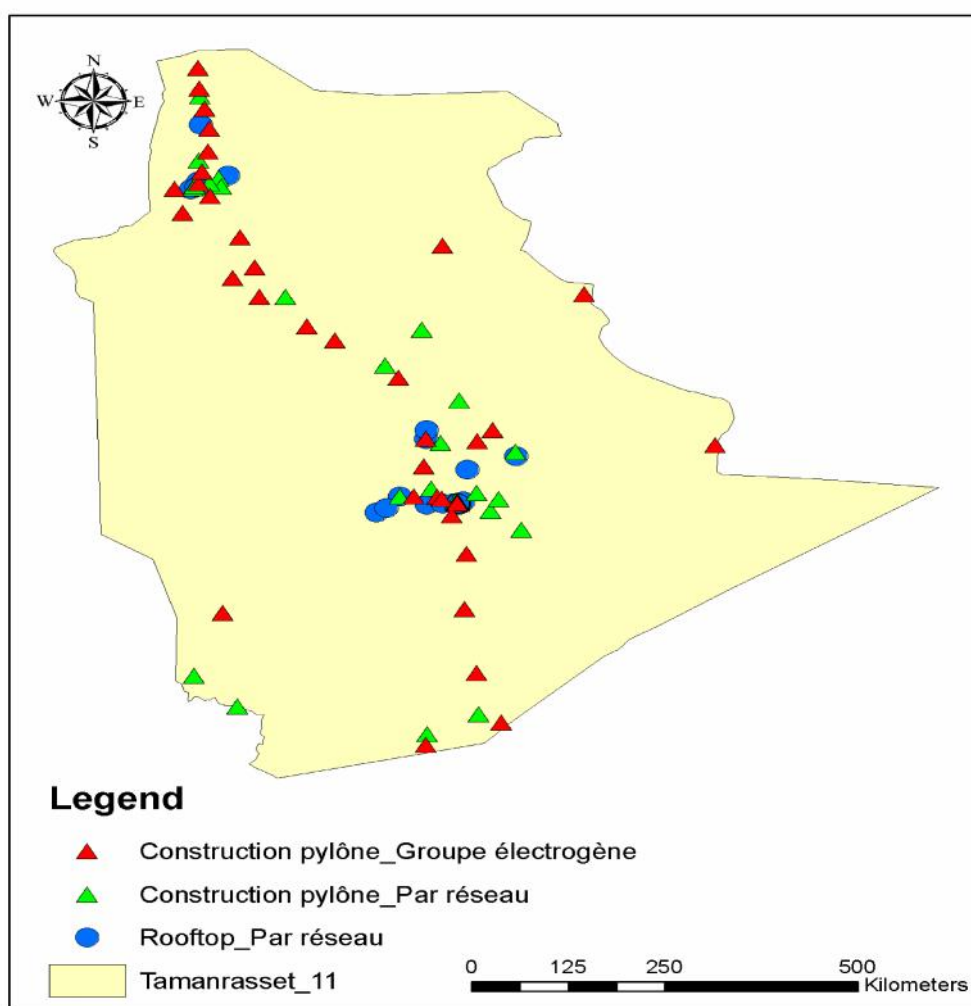 N
W E
S
Legend
Construction pylône_Groupe électrogène
Construction pylône_Par réseau
Rooftop_Par réseau
Tamanrasset_11
0 125 250 500
Kilometers